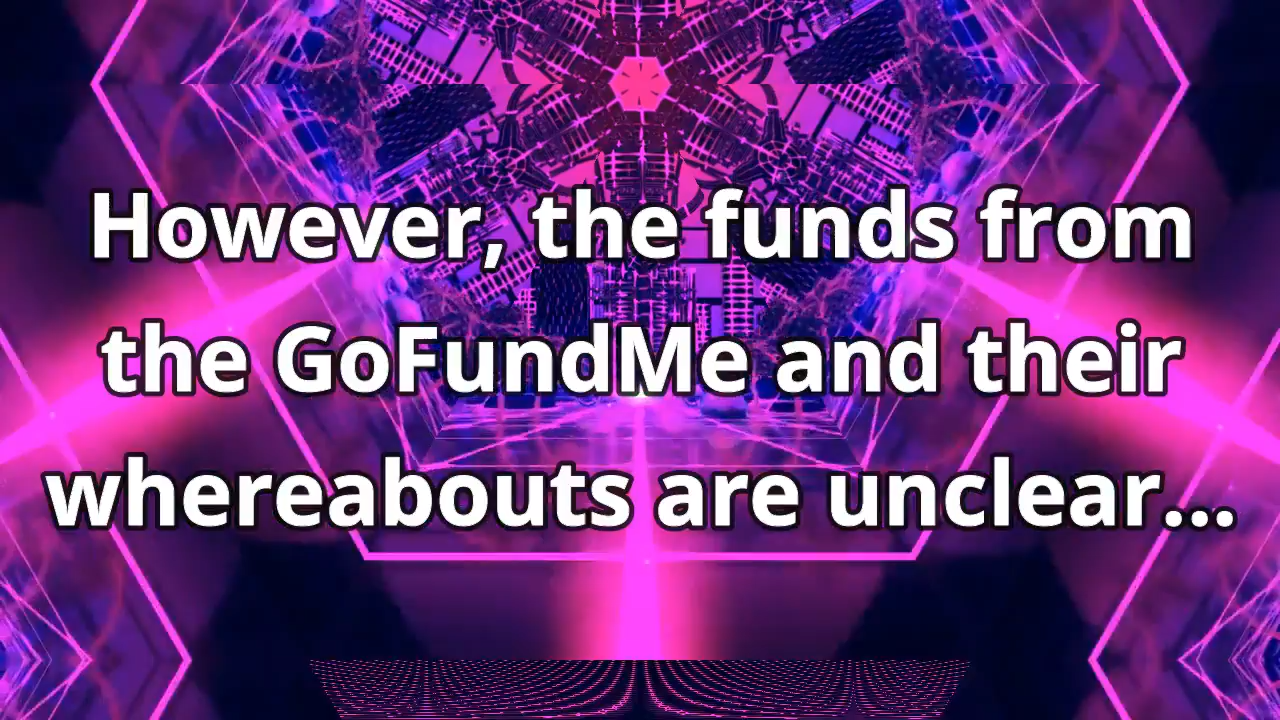 However, the funds from
the GoFundMe and their
whereabouts are unclear...